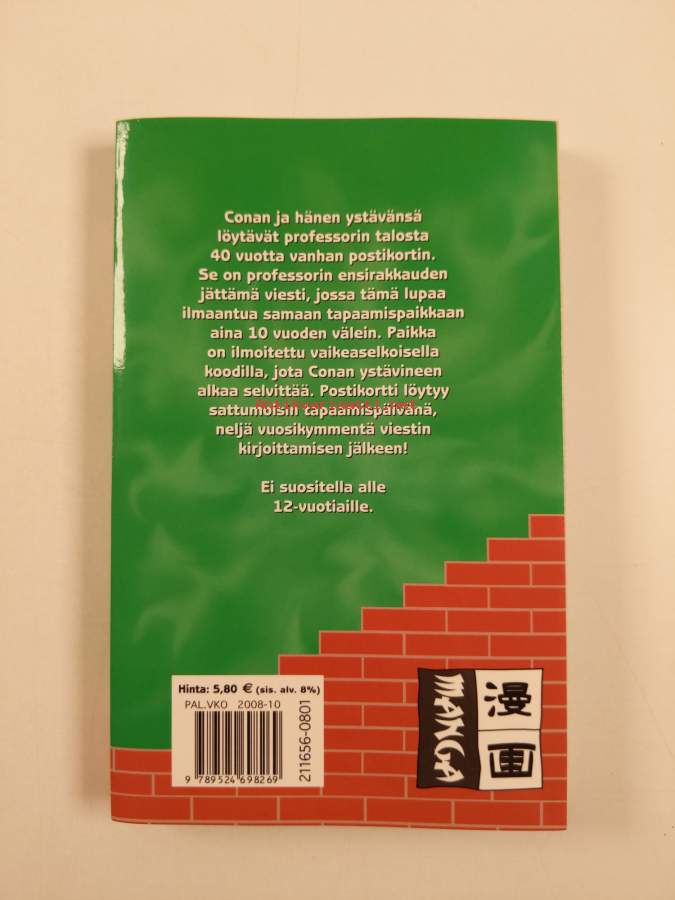 Conan ja hänen ystävänsä
löytävät professorin talosta
40 vuotta vanhan postikortin.
Se on professorin ensirakkauden
jättämä viesti, jossa tämä lupaa
ilmaantua samaan tapaamispaikkaan
aina 10 vuoden välein. Paikka
on ilmoitettu vaikeaselkoisella
koodilla, jota Conan ystävineen
alkaa selvittää. Postikortti löytyy
Antikvariaatti.net
sattumoisin tapaamispäivänä,
neljä vuosikymmentä viestin
kirjoittamisen jälkeen!
Ei suositella alle
12-vuotiaille.
Hinta: 5,80 € (sis. alv. 8%)
PAL.VKO 2008-10
211656-0801
9 789524 698269
MANGA
漫
画